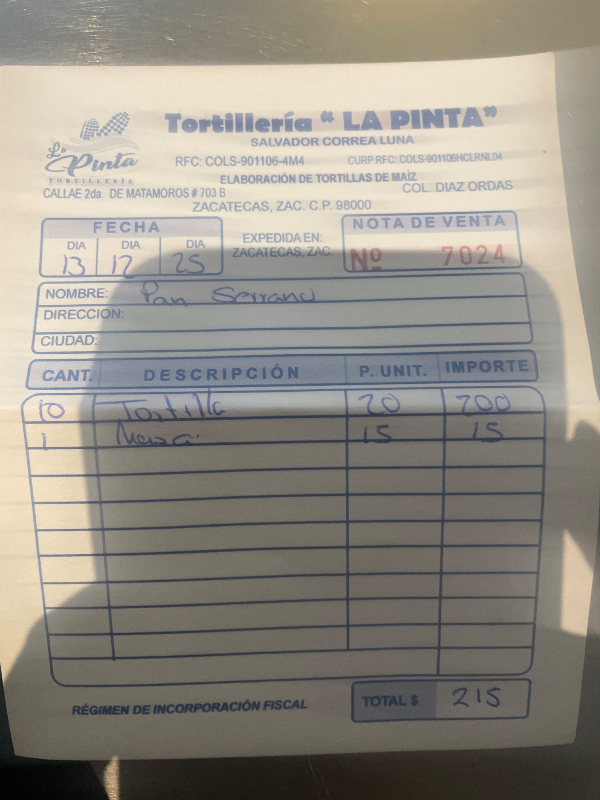 La Pinta
TORTILLERÍA
Tortillería "LA PINTA"
SALVADOR CORREA LUNA
RFC: COLS-901106-4M4 CURP RFC: COLS-901106HCLRNL04
ELABORACIÓN DE TORTILLAS DE MAÍZ
CALLAE 2da. DE MATAMOROS # 703 B COL. DIAZ ORDAS
ZACATECAS, ZAC. C.P. 98000
FECHA
DIA DIA DIA
13 12 25
EXPEDIDA EN:
ZACATECAS, ZAC.
NOTA DE VENTA
Nº 7024
NOMBRE: Pan Serrano
DIRECCION:
CIUDAD:
CANT. DESCRIPCIÓN P. UNIT. IMPORTE
10 Tortilla 20 200
1 Masa 15 15
RÉGIMEN DE INCORPORACIÓN FISCAL
TOTAL $ 215